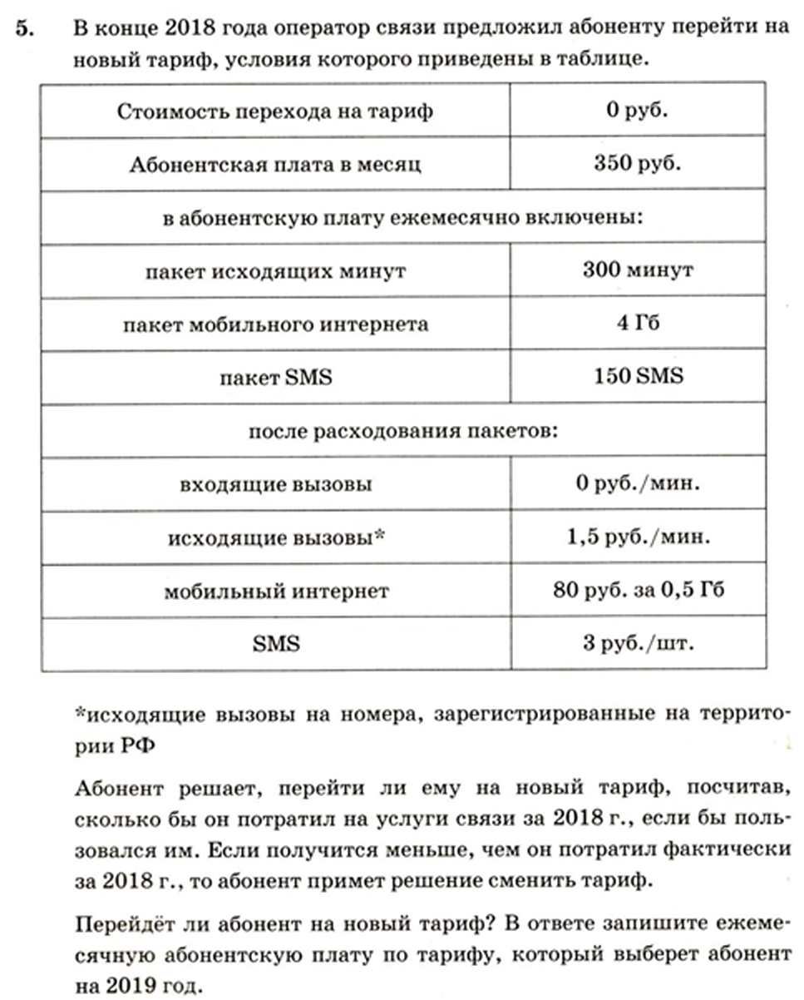 5. В конце 2018 года оператор связи предложил абоненту перейти на
новый тариф, условия которого приведены в таблице.
Стоимость перехода на тариф 0 руб.
Абонентская плата в месяц 350 руб.
в абонентскую плату ежемесячно включены:
пакет исходящих минут 300 минут
пакет мобильного интернета 4 Гб
пакет SMS 150 SMS
после расходования пакетов:
входящие вызовы 0 руб./мин.
исходящие вызовы* 1,5 руб./мин.
мобильный интернет 80 руб. за 0,5 Гб
SMS 3 руб./шт.
*исходящие вызовы на номера, зарегистрированные на террито-
рии РФ
Абонент решает, перейти ли ему на новый тариф, посчитав,
сколько бы он потратил на услуги связи за 2018 г., если бы поль-
зовался им. Если получится меньше, чем он потратил фактически
за 2018 г., то абонент примет решение сменить тариф.
Перейдёт ли абонент на новый тариф? В ответе запишите ежеме-
сячную абонентскую плату по тарифу, который выберет абонент
на 2019 год.